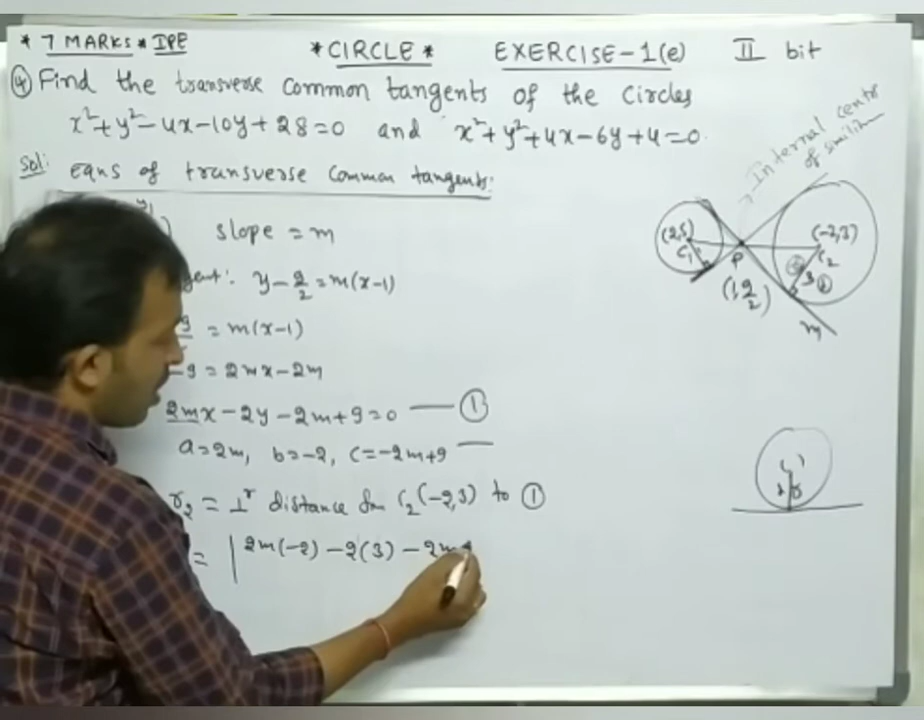 * 7 MARKS * IPE
* CIRCLE *
EXERCISE-1(e) II bit
④ Find the transverse common tangents of the circles
x²+y²-4x-10y+28=0 and x²+y²+4x-6y+4=0.
Sol: Eqns of transverse common tangents:
Internal centre
of similitu
slope = m
(2,5)
C₁
P
(1, 9/2)
(-2,3)
C₂
3
m
gent: y - 9/2 = m(x-1)
= m(x-1)
-9 = 2mx-2m
2mx-2y-2m+9=0 — ①
a=2m, b=-2, c=-2m+9 —
r₂ = ⊥r distance from C₂(-2,3) to ①
= | 2m(-2) -2(3) -2m+